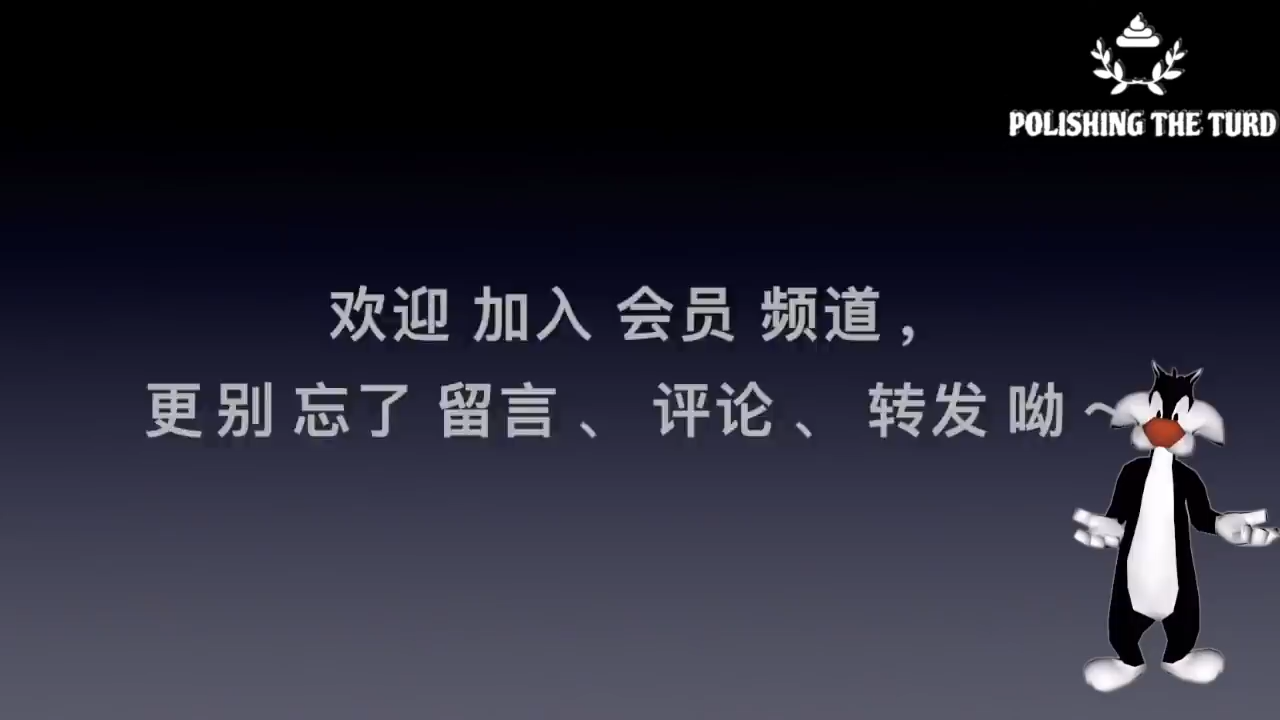 POLISHING THE TURD
欢迎 加入 会员 频道，
更别 忘了 留言 、 评论 、 转发 呦 ~